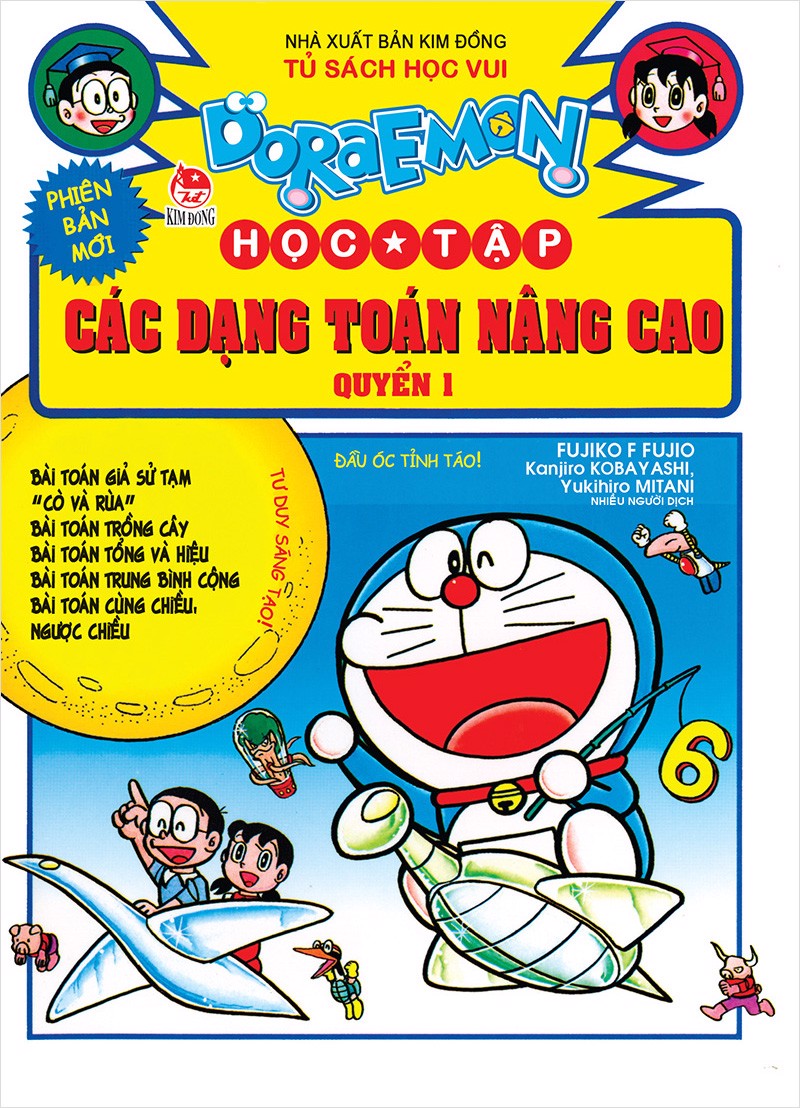 NHÀ XUẤT BẢN KIM ĐỒNG
TỦ SÁCH HỌC VUI
DORAEMON
PHIÊN
BẢN
MỚI
KIM ĐỒNG
HỌC★TẬP
CÁC DẠNG TOÁN NÂNG CAO
QUYỂN 1
BÀI TOÁN GIẢ SỬ TẠM
“CÒ VÀ RÙA”
BÀI TOÁN TRỒNG CÂY
BÀI TOÁN TỔNG VÀ HIỆU
BÀI TOÁN TRUNG BÌNH CỘNG
BÀI TOÁN CÙNG CHIỀU,
NGƯỢC CHIỀU
TƯ DUY SÁNG TẠO!
ĐẦU ÓC TỈNH TÁO!
FUJIKO F FUJIO
Kanjiro KOBAYASHI,
Yukihiro MITANI
NHIỀU NGƯỜI DỊCH
6